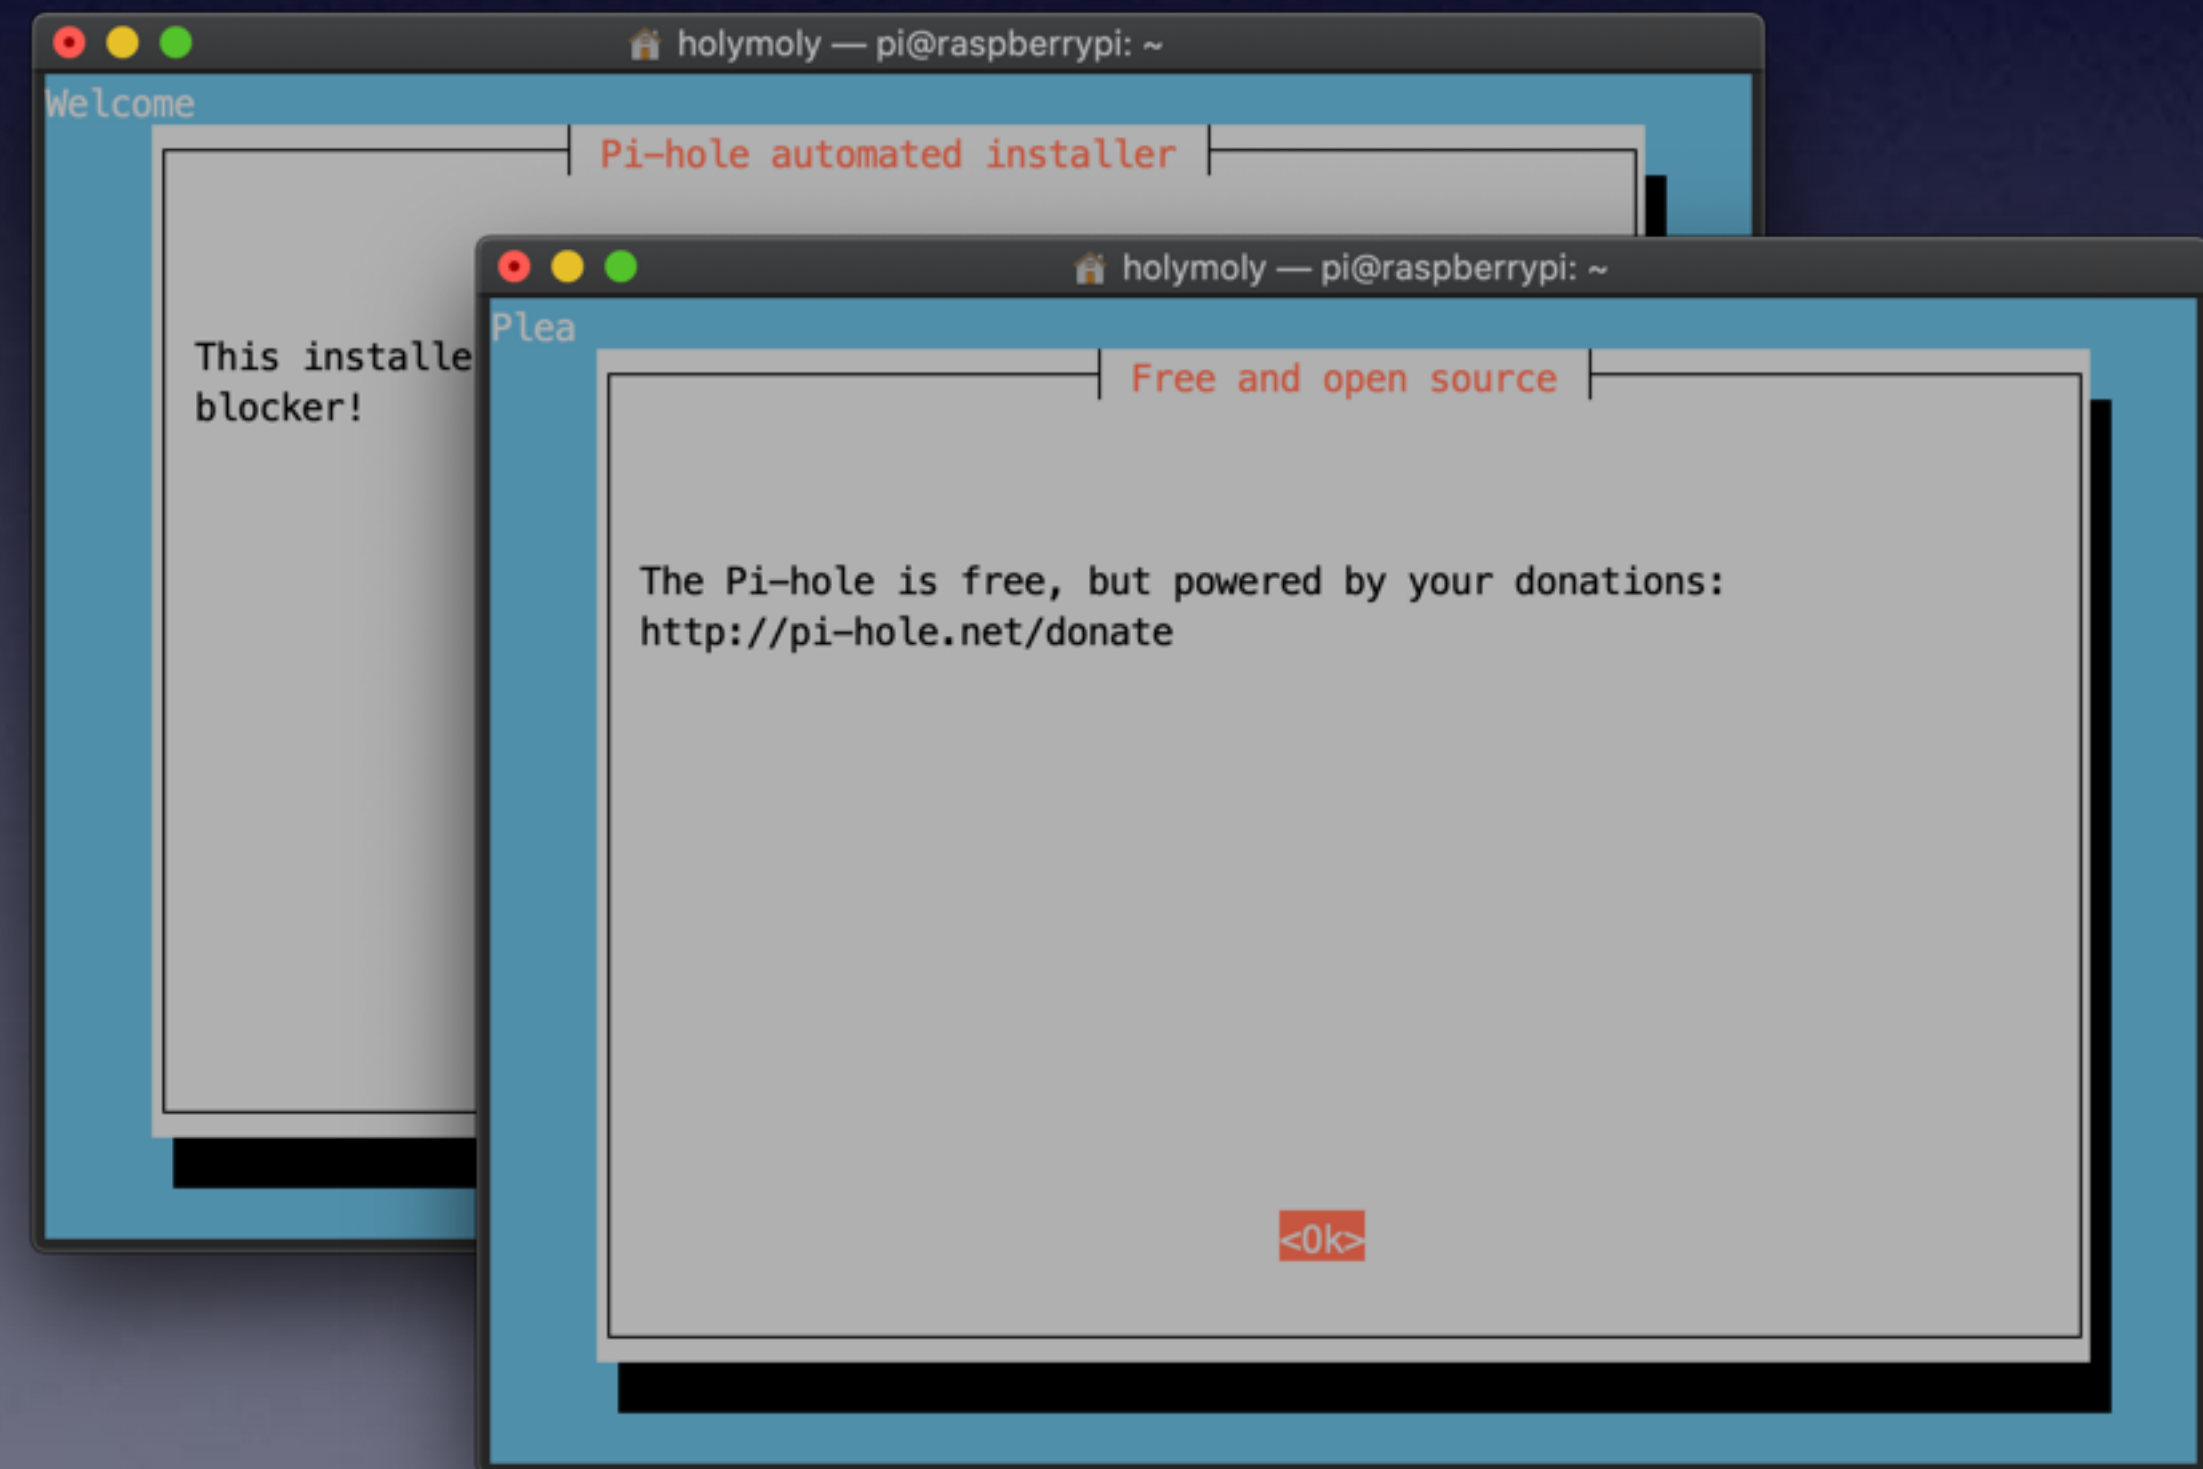 holymoly — pi@raspberrypi: ~
Welcome
Pi-hole automated installer
This installe
blocker!
holymoly — pi@raspberrypi: ~
Plea
Free and open source
The Pi-hole is free, but powered by your donations:
http://pi-hole.net/donate
<Ok>